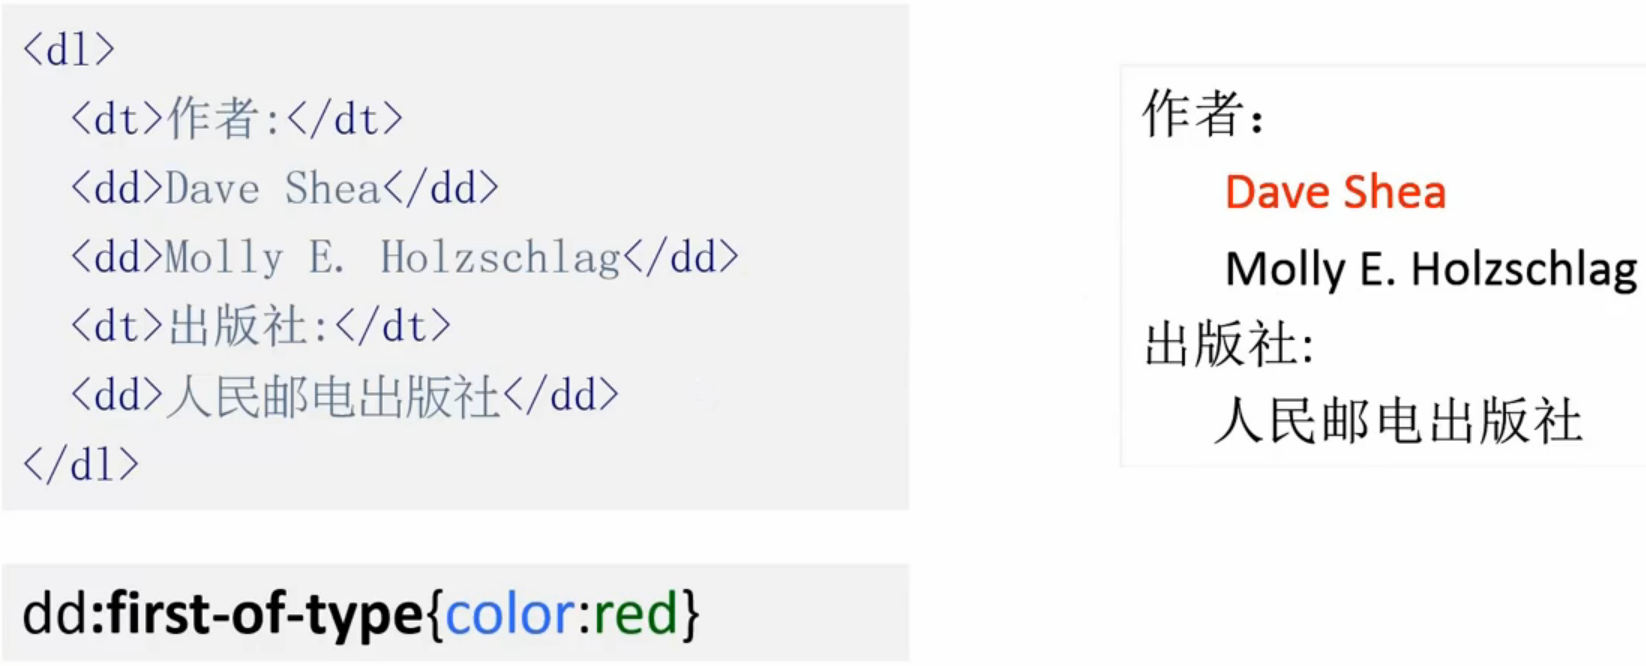 <dl>
<dt>作者:</dt>
<dd>Dave Shea</dd>
<dd>Molly E. Holzschlag</dd>
<dt>出版社:</dt>
<dd>人民邮电出版社</dd>
</dl>
dd:first-of-type{color:red}
作者：
Dave Shea
Molly E. Holzschlag
出版社:
人民邮电出版社